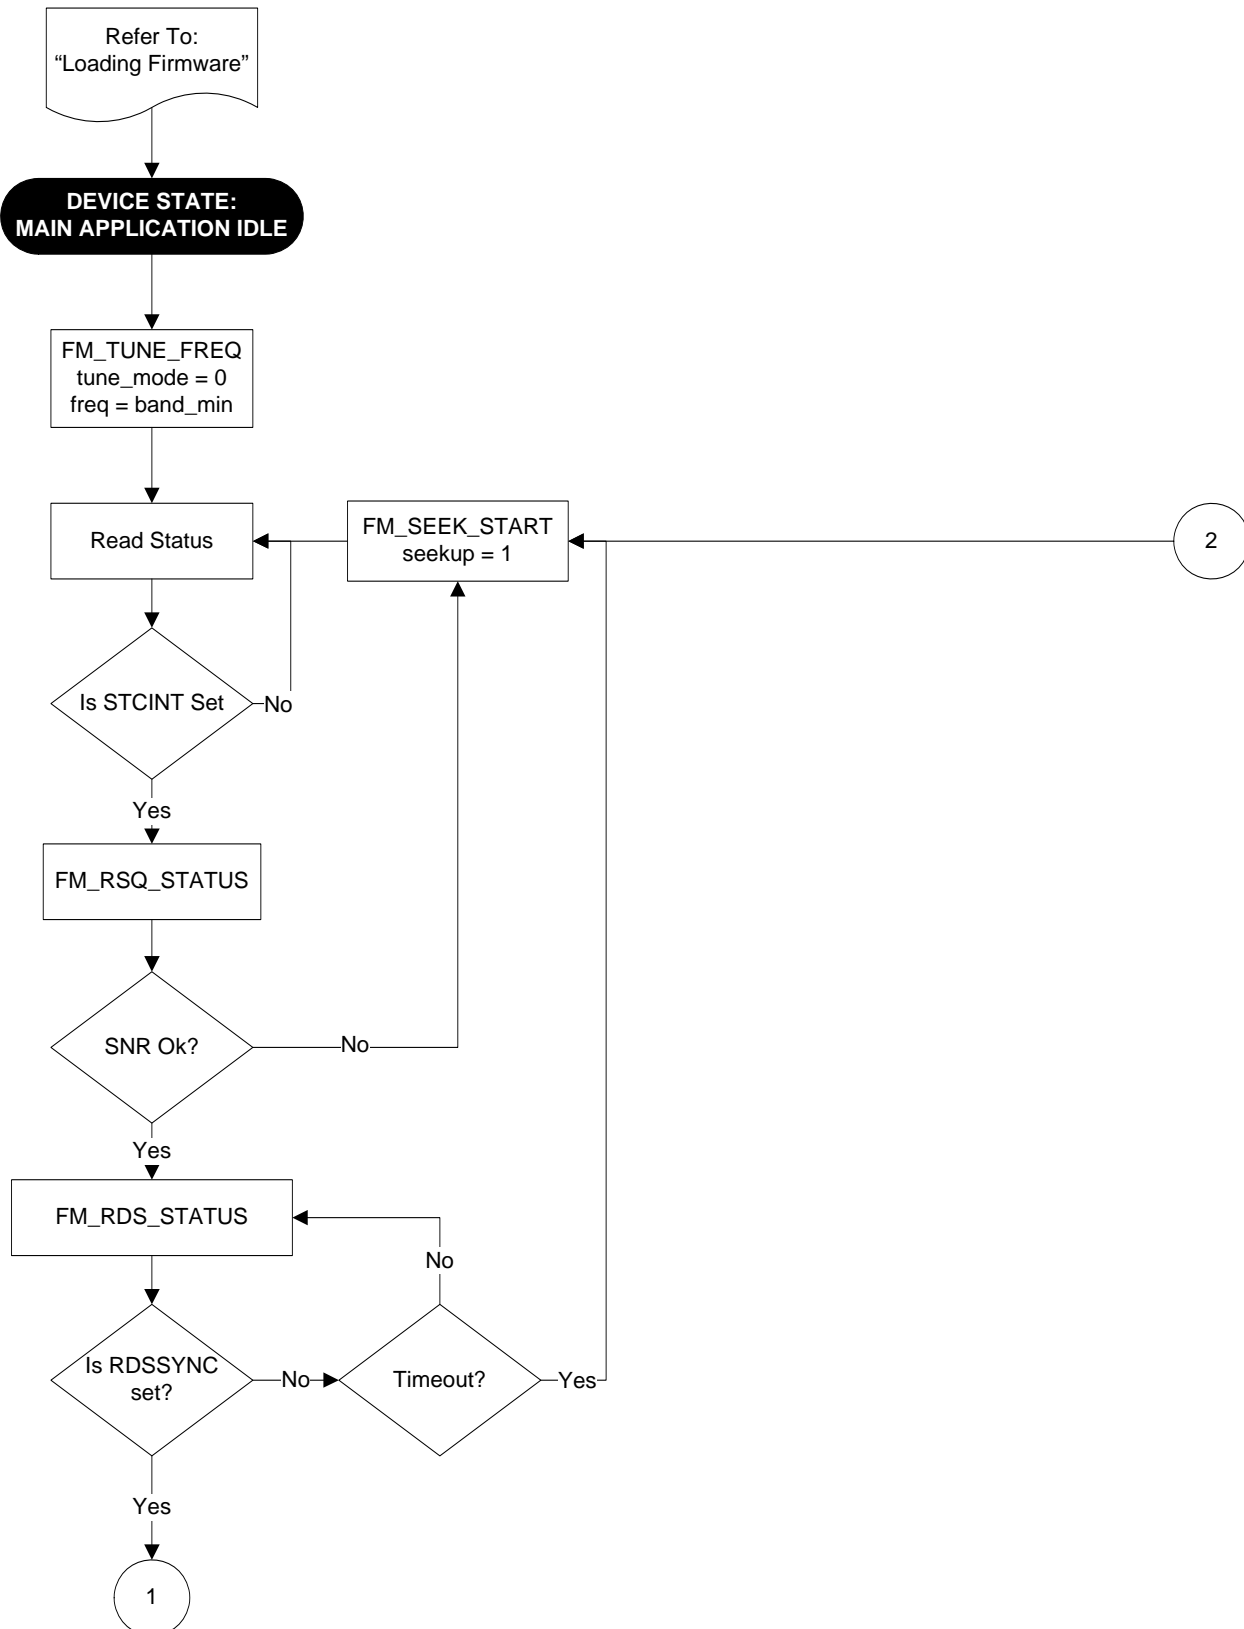 Refer To:
“Loading Firmware”
DEVICE STATE:
MAIN APPLICATION IDLE
FM_TUNE_FREQ
tune_mode = 0
freq = band_min
Read Status
FM_SEEK_START
seekup = 1
2
Is STCINT Set
No
Yes
FM_RSQ_STATUS
SNR Ok?
No
Yes
FM_RDS_STATUS
No
Is RDSSYNC
set?
No
Timeout?
Yes
Yes
1